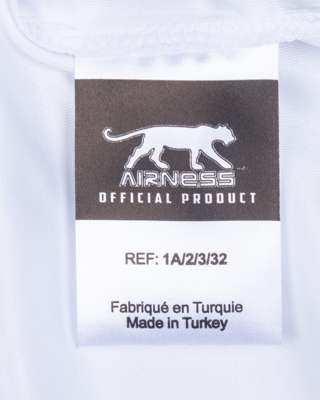 AIRNESS
OFFICIAL PRODUCT
REF: 1A/2/3/32
Fabriqué en Turquie
Made in Turkey